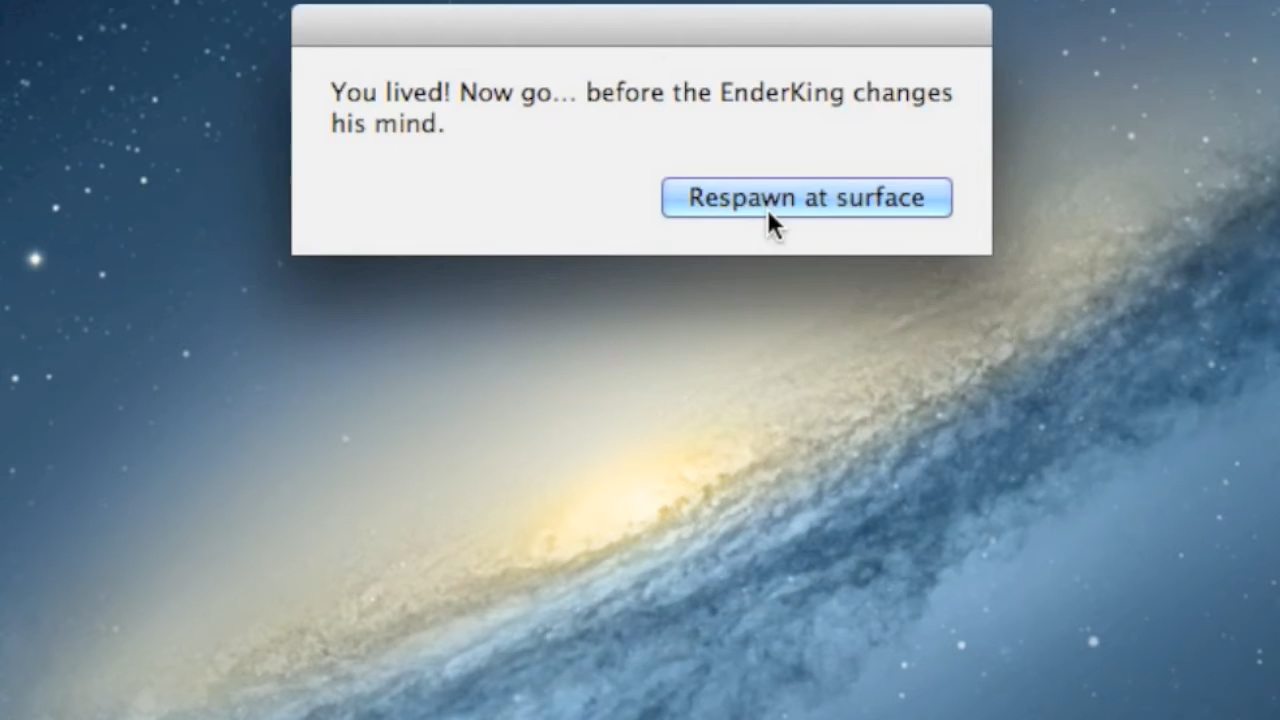 You lived! Now go... before the EnderKing changes
his mind.
Respawn at surface